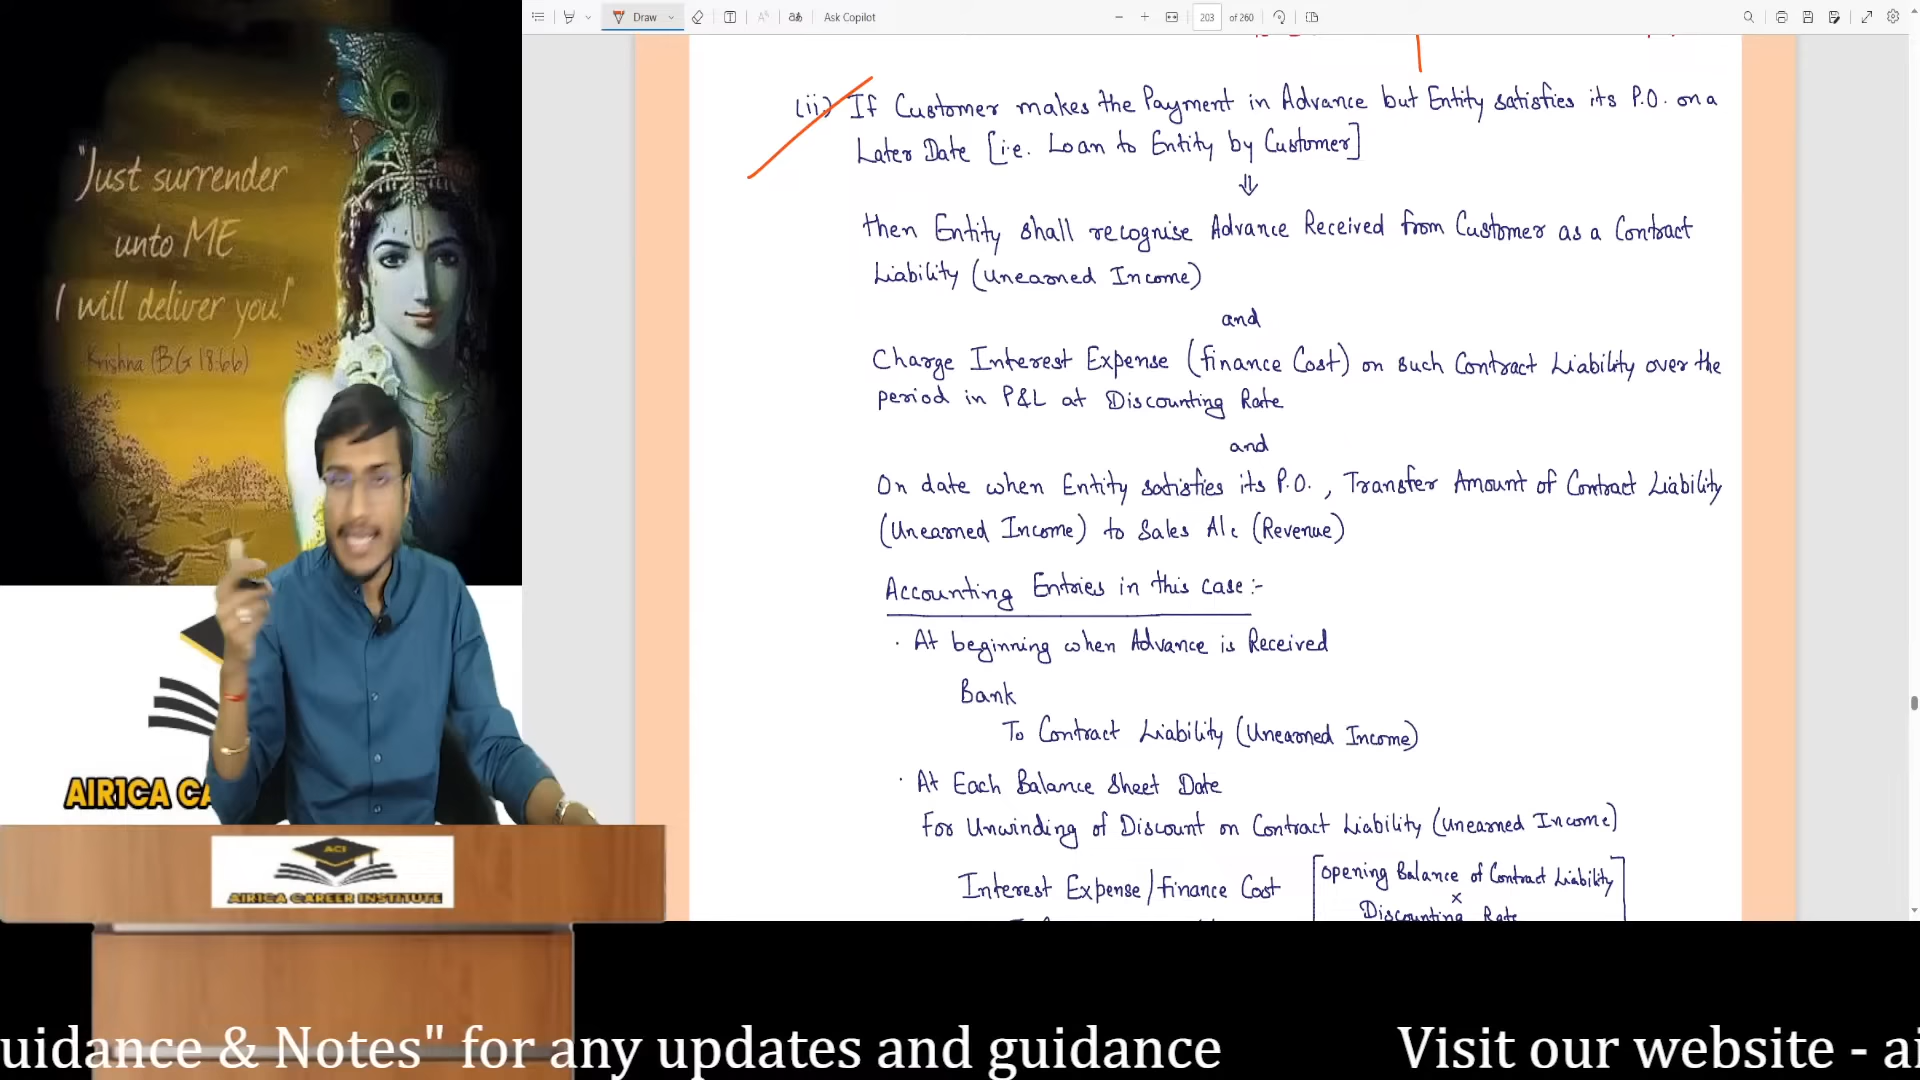 Draw
Ask Copilot
203 of 260
"Just surrender
unto ME
I will deliver you!"
Krishna (B.G 18:66)
(ii) If Customer makes the Payment in Advance but Entity satisfies its P.O. on a
Later Date [i.e. Loan to Entity by Customer]
⇓
then Entity shall recognise Advance Received from Customer as a Contract
Liability (Unearned Income)
and
Charge Interest Expense (Finance Cost) on such Contract Liability over the
period in P&L at Discounting Rate
and
On date when Entity satisfies its P.O., Transfer Amount of Contract Liability
(Unearned Income) to Sales A/c (Revenue)
Accounting Entries in this case:-
· At beginning when Advance is Received
Bank
To Contract Liability (Unearned Income)
· At Each Balance Sheet Date
For Unwinding of Discount on Contract Liability (Unearned Income)
Interest Expense/Finance Cost [Opening Balance of Contract Liability
×
Discounting Rate
AIR1CA CA
ACI
AIR1CA CAREER INSTITUTE
uidance & Notes" for any updates and guidance Visit our website - ai